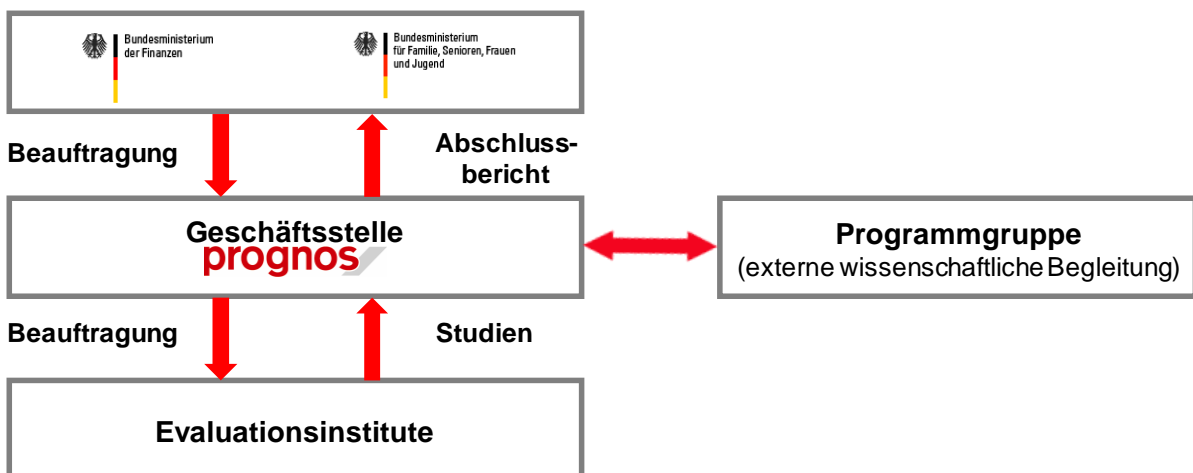 Bundesministerium
der Finanzen
Bundesministerium
für Familie, Senioren, Frauen
und Jugend
Beauftragung
Abschluss-
bericht
Geschäftsstelle
prognos
Programmgruppe
(externe wissenschaftliche Begleitung)
Beauftragung
Studien
Evaluationsinstitute